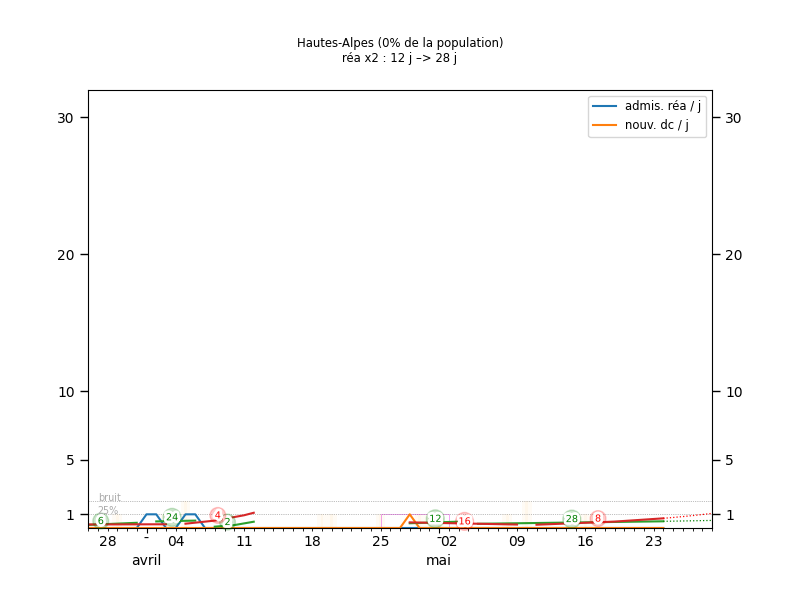 Hautes-Alpes (0% de la population)
réa x2 : 12 j –> 28 j
admis. réa / j
nouv. dc / j
30 30
20 20
10 10
5 5
bruit
25%
1 1
6 24 4 2 12 16 28 8
28 - 04 11 18 25 - 02 09 16 23
avril mai